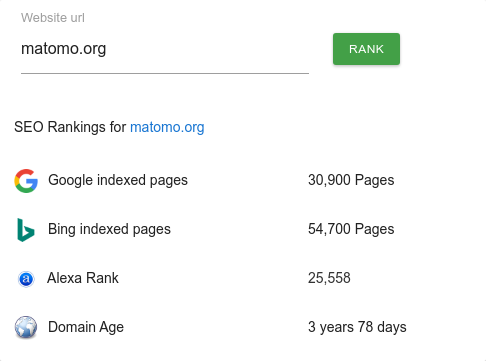 Website url
matomo.org
RANK
SEO Rankings for matomo.org
Google indexed pages 30,900 Pages
Bing indexed pages 54,700 Pages
Alexa Rank 25,558
Domain Age 3 years 78 days